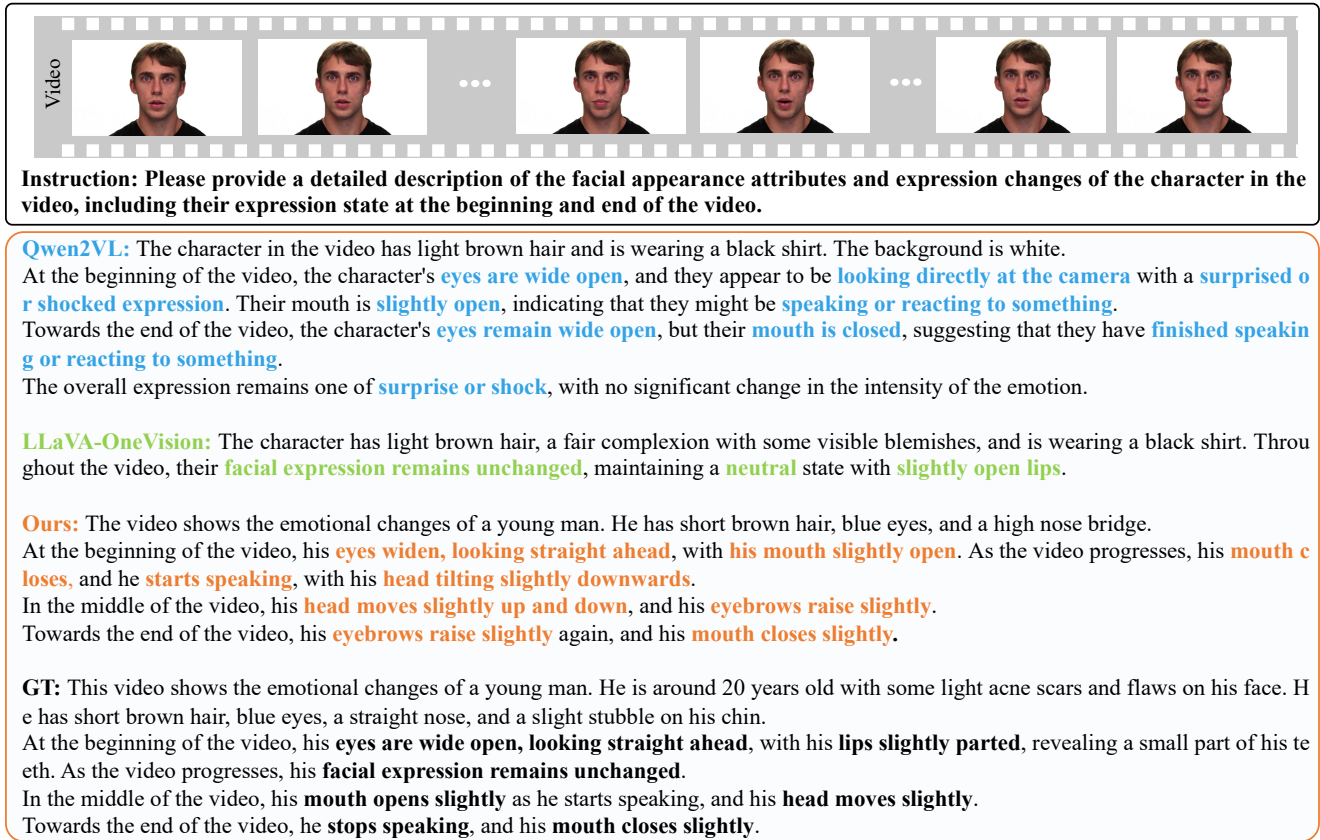 Video
Instruction: Please provide a detailed description of the facial appearance attributes and expression changes of the character in the
video, including their expression state at the beginning and end of the video.
Qwen2VL: The character in the video has light brown hair and is wearing a black shirt. The background is white.
At the beginning of the video, the character's eyes are wide open, and they appear to be looking directly at the camera with a surprised o
r shocked expression. Their mouth is slightly open, indicating that they might be speaking or reacting to something.
Towards the end of the video, the character's eyes remain wide open, but their mouth is closed, suggesting that they have finished speakin
g or reacting to something.
The overall expression remains one of surprise or shock, with no significant change in the intensity of the emotion.
LLaVA-OneVision: The character has light brown hair, a fair complexion with some visible blemishes, and is wearing a black shirt. Throu
ghout the video, their facial expression remains unchanged, maintaining a neutral state with slightly open lips.
Ours: The video shows the emotional changes of a young man. He has short brown hair, blue eyes, and a high nose bridge.
At the beginning of the video, his eyes widen, looking straight ahead, with his mouth slightly open. As the video progresses, his mouth c
loses, and he starts speaking, with his head tilting slightly downwards.
In the middle of the video, his head moves slightly up and down, and his eyebrows raise slightly.
Towards the end of the video, his eyebrows raise slightly again, and his mouth closes slightly.
GT: This video shows the emotional changes of a young man. He is around 20 years old with some light acne scars and flaws on his face. H
e has short brown hair, blue eyes, a straight nose, and a slight stubble on his chin.
At the beginning of the video, his eyes are wide open, looking straight ahead, with his lips slightly parted, revealing a small part of his te
eth. As the video progresses, his facial expression remains unchanged.
In the middle of the video, his mouth opens slightly as he starts speaking, and his head moves slightly.
Towards the end of the video, he stops speaking, and his mouth closes slightly.